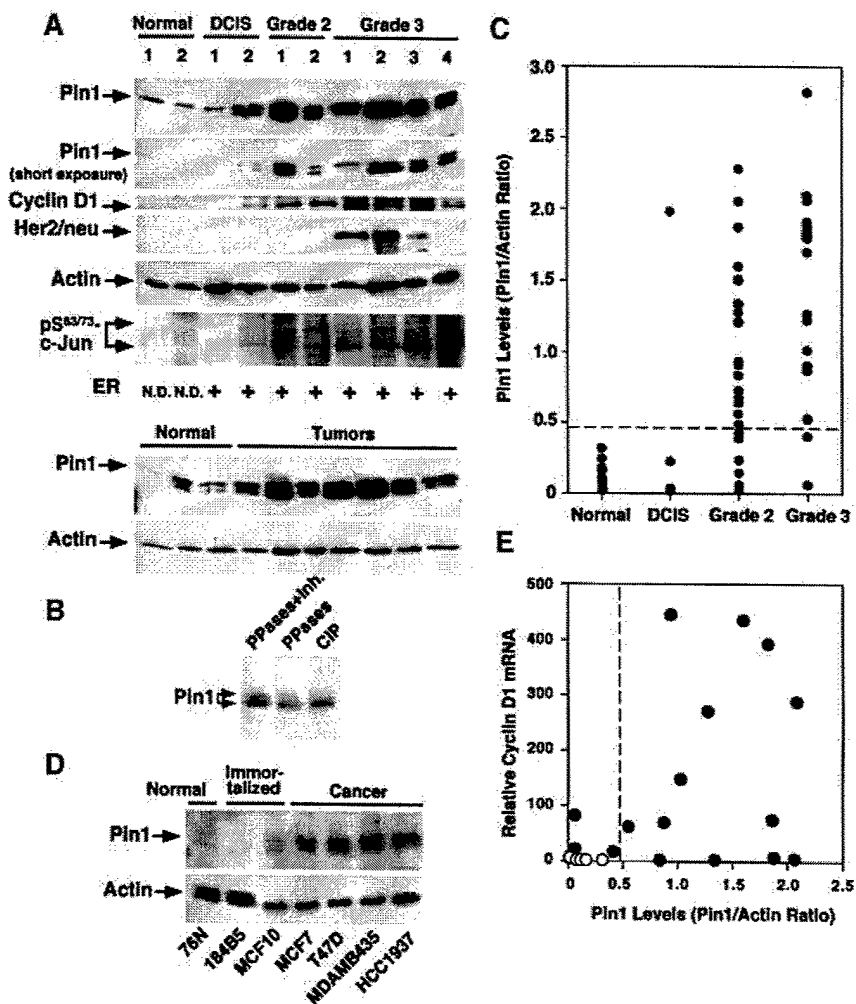 A
Normal DCIS Grade 2 Grade 3
1 2 1 2 1 2 1 2 3 4
Pin1
Pin1
(short exposure)
Cyclin D1
Her2/neu
Actin
pS63/73-
c-Jun
ER N.D. N.D. + + + + + + + +
Normal Tumors
Pin1
Actin
B
PPases+Inh.
PPases
CIP
Pin1
D
Normal Immor-
talized Cancer
Pin1
Actin
76N
184B5
MCF10
MCF7
T47D
MDAMB435
HCC1937
C
Pin1 Levels (Pin1/Actin Ratio)
3.0
2.5
2.0
1.5
1.0
0.5
0
Normal DCIS Grade 2 Grade 3
E
Relative Cyclin D1 mRNA
500
400
300
200
100
0
0 0.5 1.0 1.5 2.0 2.5
Pin1 Levels (Pin1/Actin Ratio)